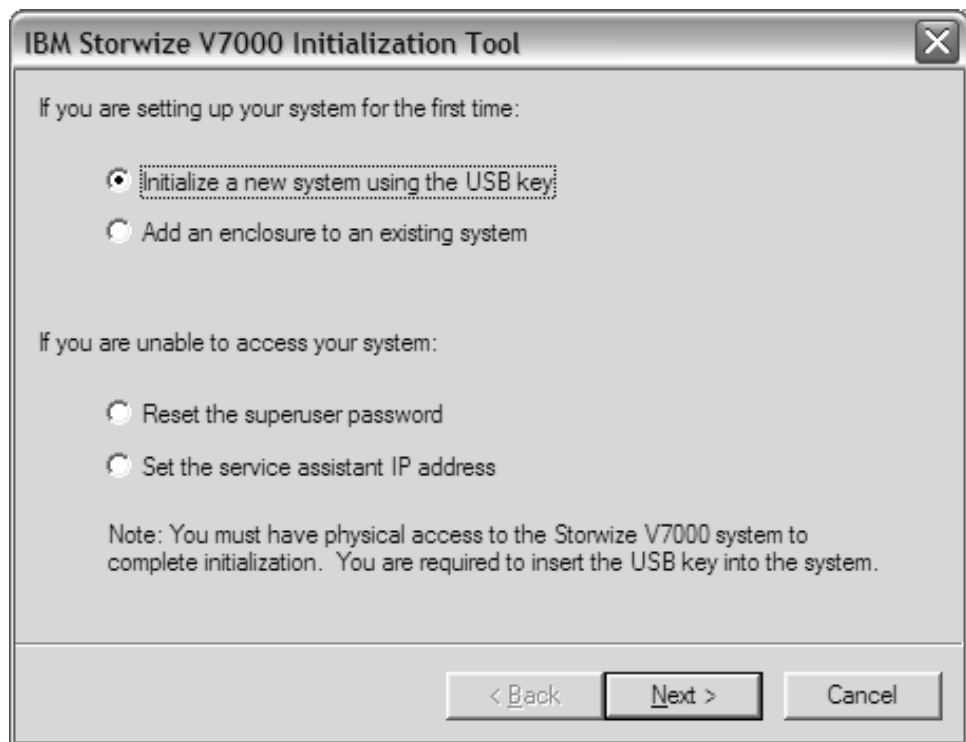 IBM Storwize V7000 Initialization Tool
If you are setting up your system for the first time:
Initialize a new system using the USB key
Add an enclosure to an existing system
If you are unable to access your system:
Reset the superuser password
Set the service assistant IP address
Note: You must have physical access to the Storwize V7000 system to
complete initialization.  You are required to insert the USB key into the system.
< Back
Next >
Cancel